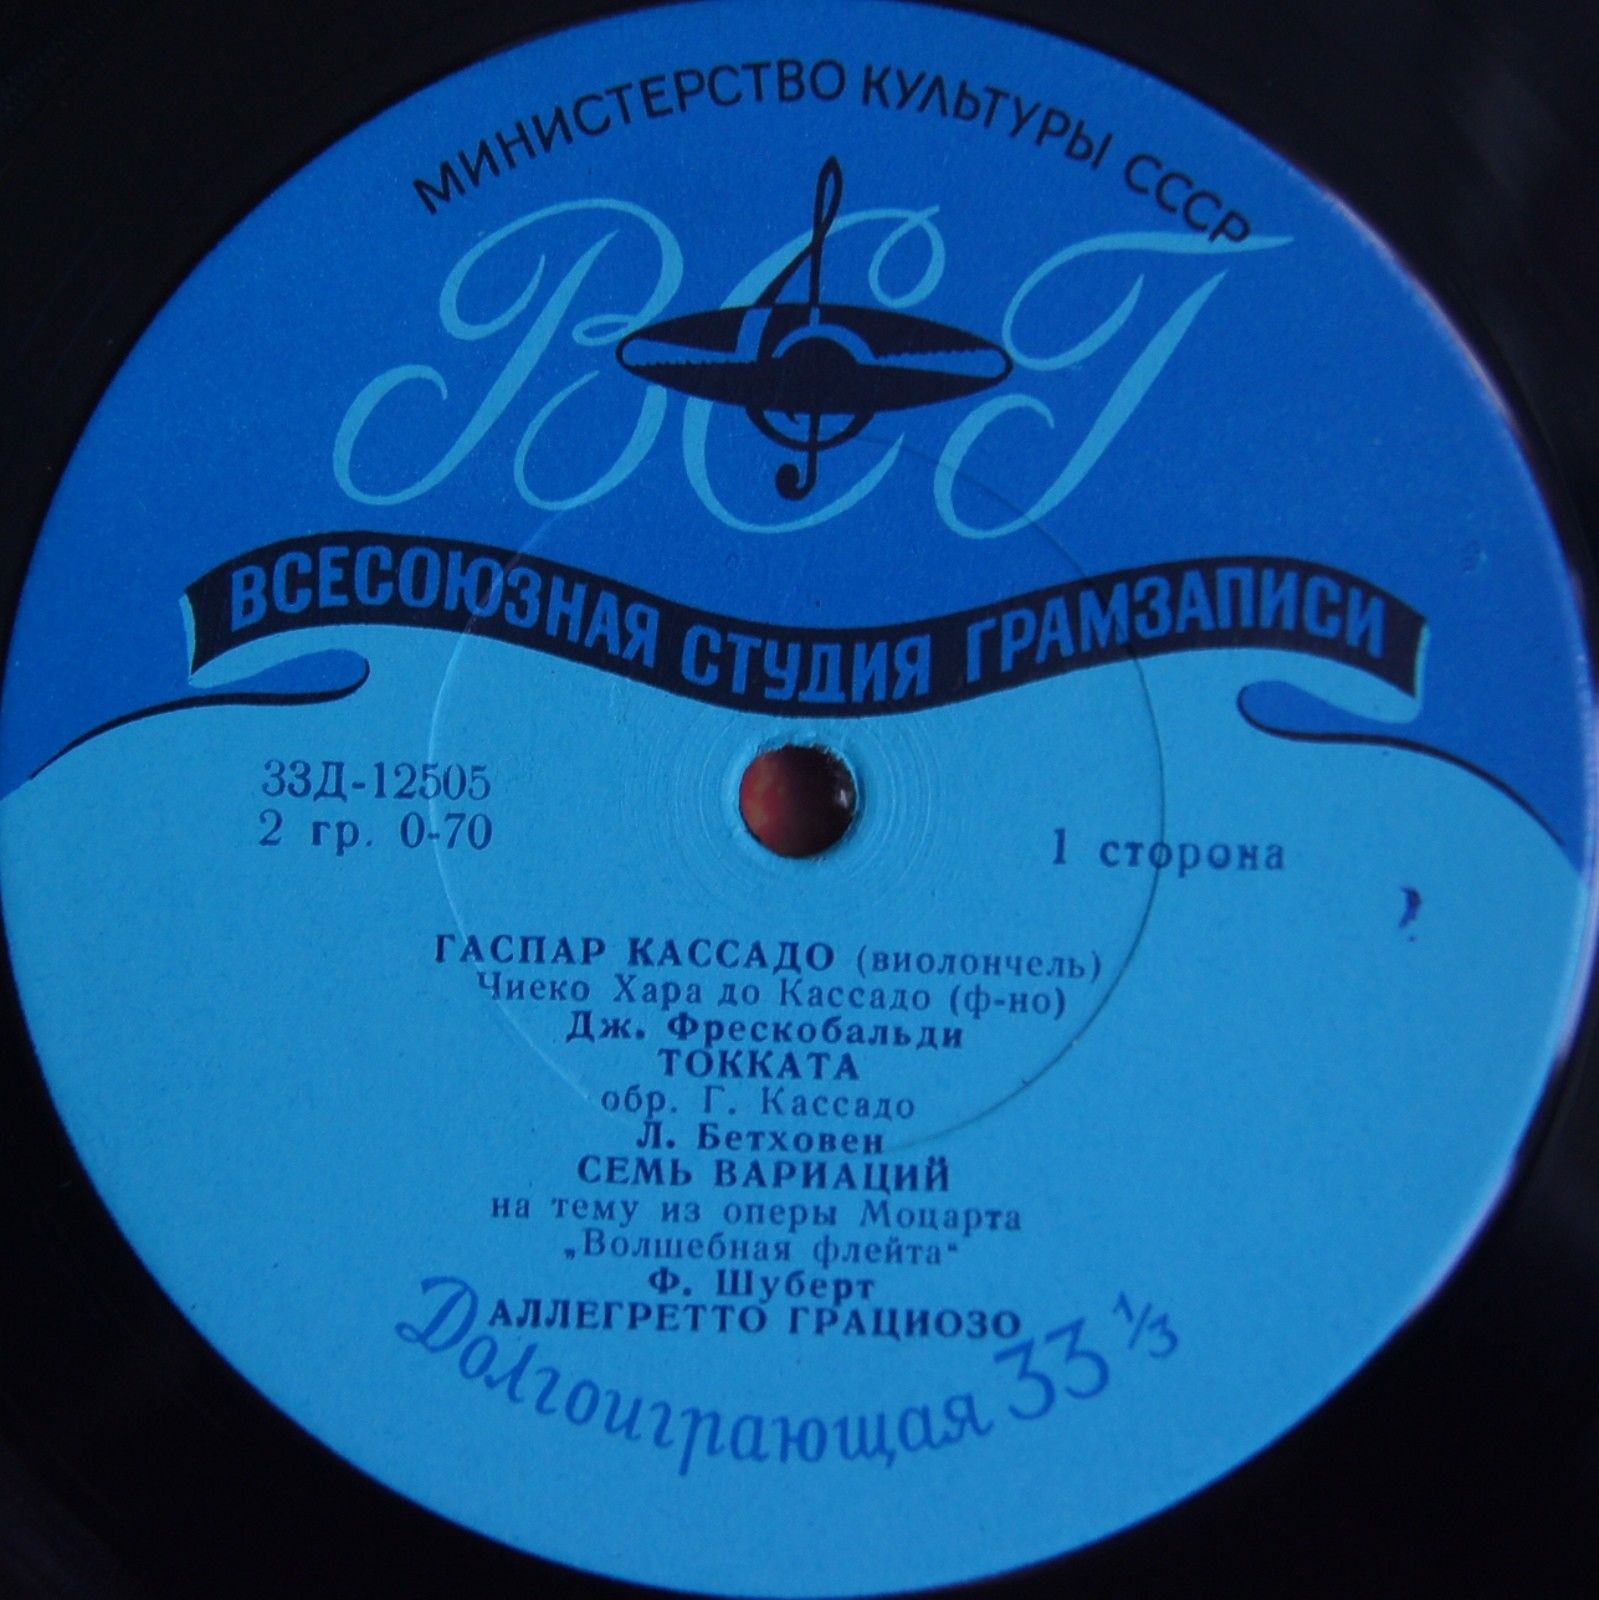 МИНИСТЕРСТВО КУЛЬТУРЫ СССР
ВСГ
ВСЕСОЮЗНАЯ СТУДИЯ ГРАМЗАПИСИ
33Д-12505
2 гр. 0-70
1 сторона
ГАСПАР КАССАДО (виолончель)
Чиеко Хара до Кассадо (ф-но)
Дж. Фрескобальди
ТОККАТА
обр. Г. Кассадо
Л. Бетховен
СЕМЬ ВАРИАЦИЙ
на тему из оперы Моцарта
„Волшебная флейта“
Ф. Шуберт
АЛЛЕГРЕТТО ГРАЦИОЗО
Долгоиграющая 33 1/3